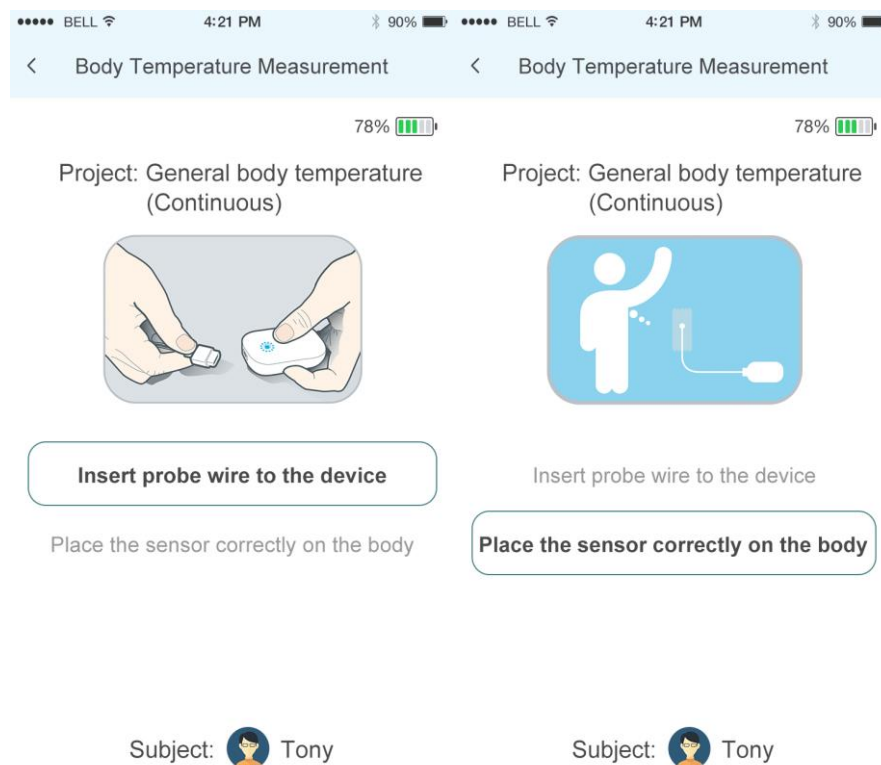 BELL 4:21 PM 90%
Body Temperature Measurement
78%
Project: General body temperature
(Continuous)
Insert probe wire to the device
Place the sensor correctly on the body
Subject: Tony
BELL 4:21 PM 90%
Body Temperature Measurement
78%
Project: General body temperature
(Continuous)
Insert probe wire to the device
Place the sensor correctly on the body
Subject: Tony